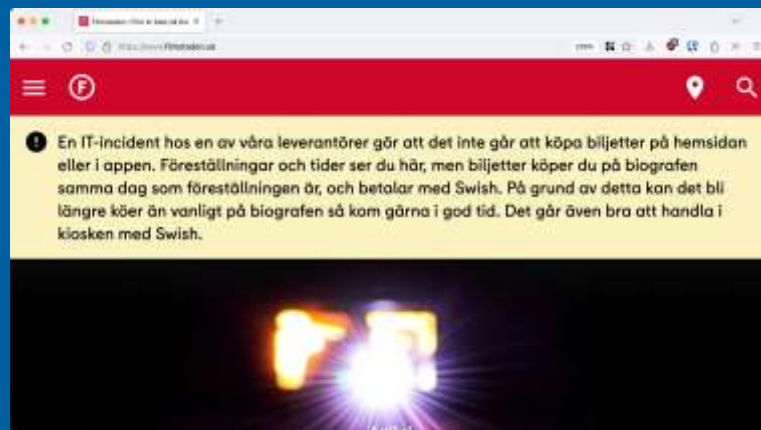 F
En IT-incident hos en av våra leverantörer gör att det inte går att köpa biljetter på hemsidan
eller i appen. Föreställningar och tider ser du här, men biljetter köper du på biografen
samma dag som föreställningen är, och betalar med Swish. På grund av detta kan det bli
längre köer än vanligt på biografen så kom gärna i god tid. Det går även bra att handla i
kiosken med Swish.